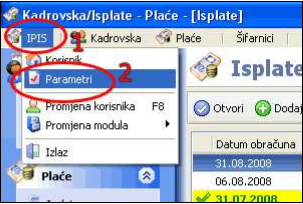 Kadrovska/Isplate - Plaće - [Isplate]
IPIS 1 Kadrovska Plaće Šifarnici
Korisnik
Parametri 2
Promjena korisnika F8
Promjena modula
Izlaz
Plaće
Isplate
Otvori Dodaj
Datum obračuna
31.08.2008
06.08.2008
31.07.2008